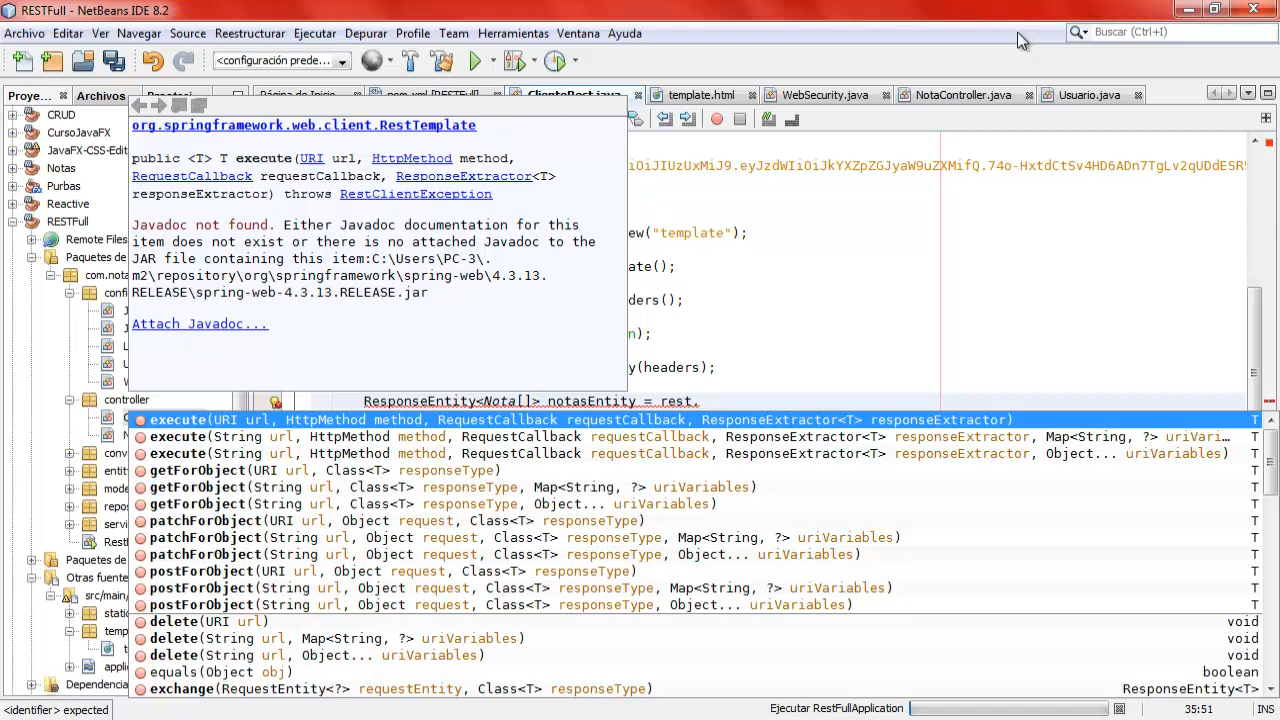 RESTFull - NetBeans IDE 8.2
Archivo Editar Ver Navegar Source Reestructurar Ejecutar Depurar Profile Team Herramientas Ventana Ayuda
Buscar (Ctrl+I)
<configuración prede...
Proye... Archivos
template.html WebSecurity.java NotaController.java Usuario.java
CRUD
CursoJavaFX
JavaFX-CSS-Edit
Notas
Purbas
Reactive
RESTFull
Remote Files
Paquetes de
com.nota
conf
controller
conv
entit
mode
repo
servi
Rest
Paquetes de
Otras fuente
src/main/
stati
temp
appli
Dependencia
org.springframework.web.client.RestTemplate
public <T> T execute(URI url, HttpMethod method,
RequestCallback requestCallback, ResponseExtractor<T>
responseExtractor) throws RestClientException
Javadoc not found. Either Javadoc documentation for this
item does not exist or there is no attached Javadoc to the
JAR file containing this item:C:\Users\PC-3\.
m2\repository\org\springframework\spring-web\4.3.13.
RELEASE\spring-web-4.3.13.RELEASE.jar
Attach Javadoc...
ew("template");
ate();
ders();
n);
y(headers);
ResponseEntity<Nota[]> notasEntity = rest.
execute(URI url, HttpMethod method, RequestCallback requestCallback, ResponseExtractor<T> responseExtractor) T
execute(String url, HttpMethod method, RequestCallback requestCallback, ResponseExtractor<T> responseExtractor, Map<String, ?> uriVari... T
execute(String url, HttpMethod method, RequestCallback requestCallback, ResponseExtractor<T> responseExtractor, Object... uriVariables) T
getForObject(URI url, Class<T> responseType) T
getForObject(String url, Class<T> responseType, Map<String, ?> uriVariables) T
getForObject(String url, Class<T> responseType, Object... uriVariables) T
patchForObject(URI url, Object request, Class<T> responseType) T
patchForObject(String url, Object request, Class<T> responseType, Map<String, ?> uriVariables) T
patchForObject(String url, Object request, Class<T> responseType, Object... uriVariables) T
postForObject(URI url, Object request, Class<T> responseType) T
postForObject(String url, Object request, Class<T> responseType, Map<String, ?> uriVariables) T
postForObject(String url, Object request, Class<T> responseType, Object... uriVariables) T
delete(URI url) void
delete(String url, Map<String, ?> uriVariables) void
delete(String url, Object... uriVariables) void
equals(Object obj) boolean
exchange(RequestEntity<?> requestEntity, Class<T> responseType) ResponseEntity<T>
<identifier> expected Ejecutar RestFullApplication 35:51 INS